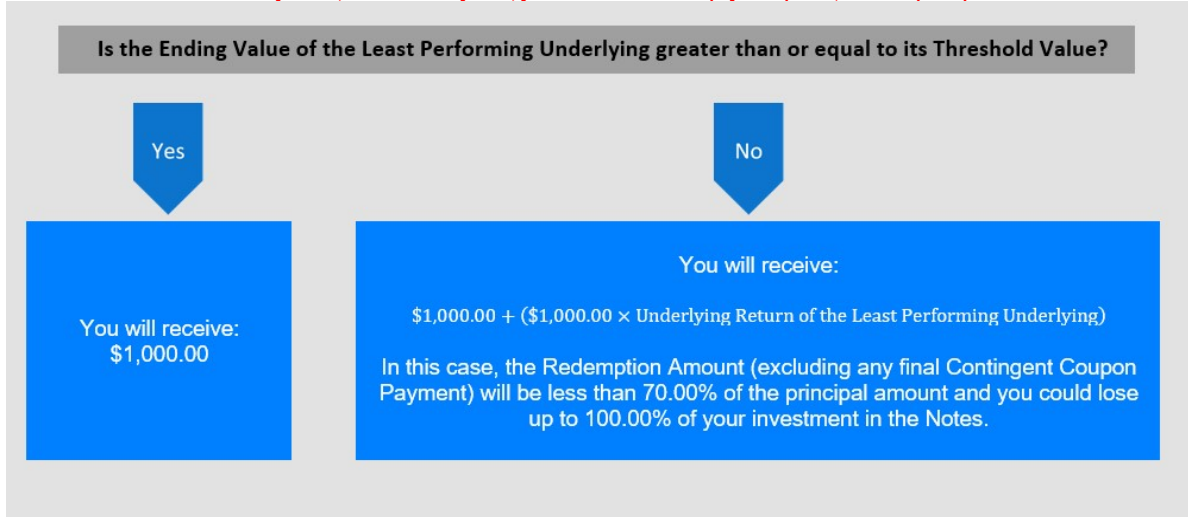 Is the Ending Value of the Least Performing Underlying greater than or equal to its Threshold Value?
Yes
No
You will receive:
$1,000.00
You will receive:
$1,000.00 + ($1,000.00 × Underlying Return of the Least Performing Underlying)
In this case, the Redemption Amount (excluding any final Contingent Coupon
Payment) will be less than 70.00% of the principal amount and you could lose
up to 100.00% of your investment in the Notes.